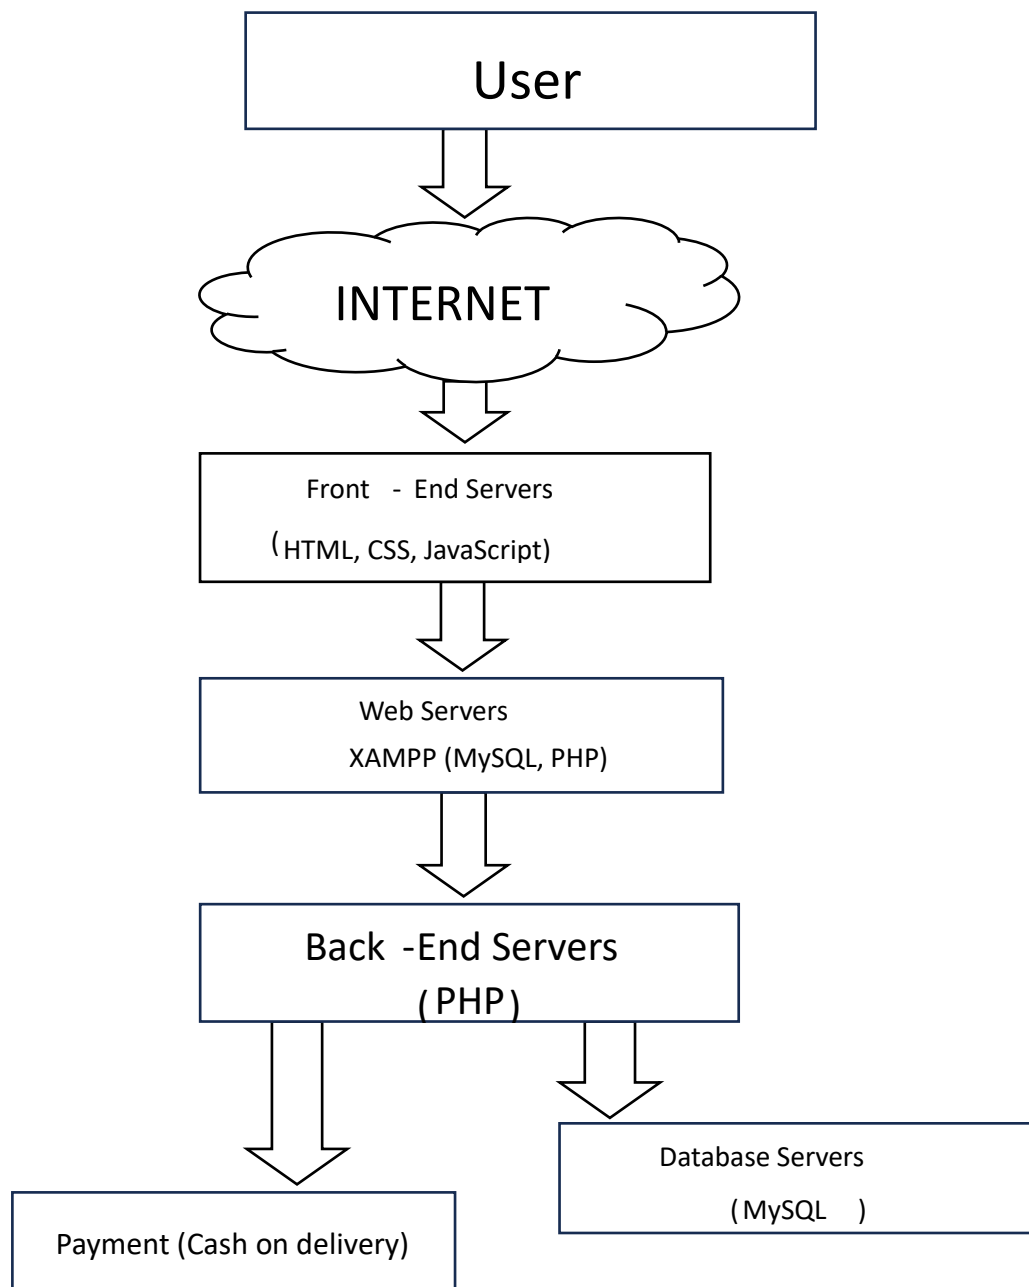 User
INTERNET
Front - End Servers
(HTML, CSS, JavaScript)
Web Servers
XAMPP (MySQL, PHP)
Back -End Servers
(PHP)
Database Servers
(MySQL )
Payment (Cash on delivery)